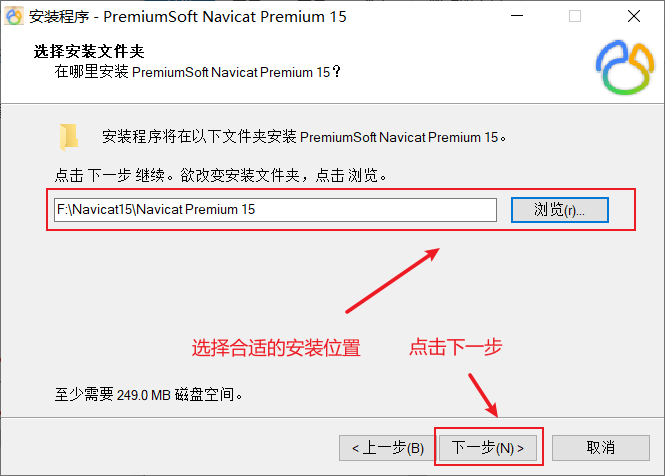 安装程序 - PremiumSoft Navicat Premium 15
选择安装文件夹
在哪里安装 PremiumSoft Navicat Premium 15?
安装程序将在以下文件夹安装 PremiumSoft Navicat Premium 15。
点击 下一步 继续。欲改变安装文件夹，点击 浏览。
F:\Navicat15\Navicat Premium 15
浏览(r)...
选择合适的安装位置
点击下一步
至少需要 249.0 MB 磁盘空间。
< 上一步(B)
下一步(N) >
取消